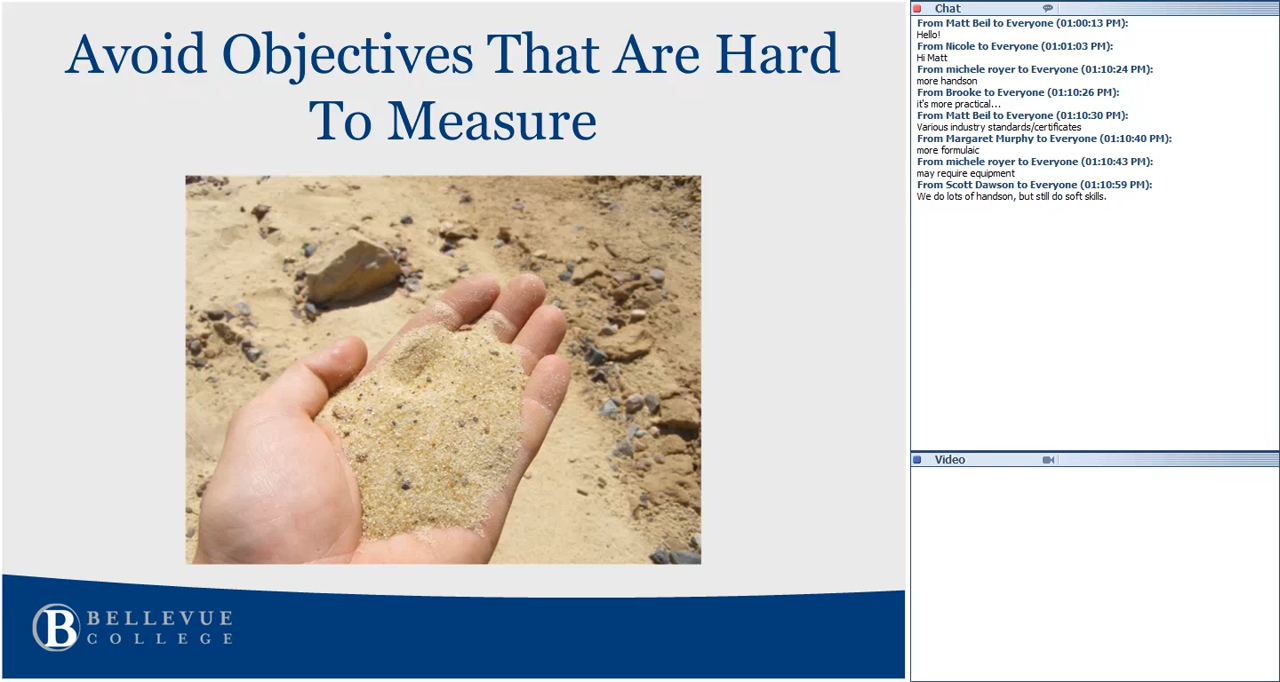 Avoid Objectives That Are Hard
To Measure
BELLEVUE
COLLEGE
Chat
From Matt Beil to Everyone (01:00:13 PM):
Hello!
From Nicole to Everyone (01:01:03 PM):
Hi Matt
From michele royer to Everyone (01:10:24 PM):
more handson
From Brooke to Everyone (01:10:26 PM):
it's more practical...
From Matt Beil to Everyone (01:10:30 PM):
Various industry standards/certificates
From Margaret Murphy to Everyone (01:10:40 PM):
more formulaic
From michele royer to Everyone (01:10:43 PM):
may require equipment
From Scott Dawson to Everyone (01:10:59 PM):
We do lots of handson, but still do soft skills.
Video